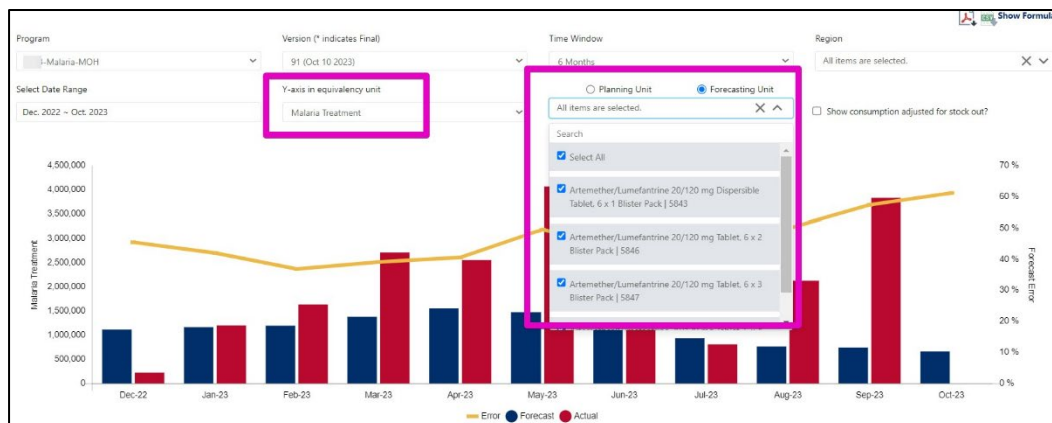 Show Formula
Program
Version (* indicates Final)
Time Window
Region
-Malaria-MOH
91 (Oct 10 2023)
6 Months
All items are selected.
Select Date Range
Y-axis in equivalency unit
Planning Unit
Forecasting Unit
Dec. 2022 ~ Oct. 2023
Malaria Treatment
All items are selected.
Show consumption adjusted for stock out?
Search
Select All
Artemether/Lumefantrine 20/120 mg Dispersible
Tablet, 6 x 1 Blister Pack | 5843
Artemether/Lumefantrine 20/120 mg Tablet, 6 x 2
Blister Pack | 5846
Artemether/Lumefantrine 20/120 mg Tablet, 6 x 3
Blister Pack | 5847
Malaria Treatment
4,500,000
4,000,000
3,500,000
3,000,000
2,500,000
2,000,000
1,500,000
1,000,000
500,000
0
70 %
60 %
50 %
40 %
30 %
20 %
10 %
0 %
Forecast Error
Dec-22
Jan-23
Feb-23
Mar-23
Apr-23
May-23
Jun-23
Jul-23
Aug-23
Sep-23
Oct-23
Error
Forecast
Actual